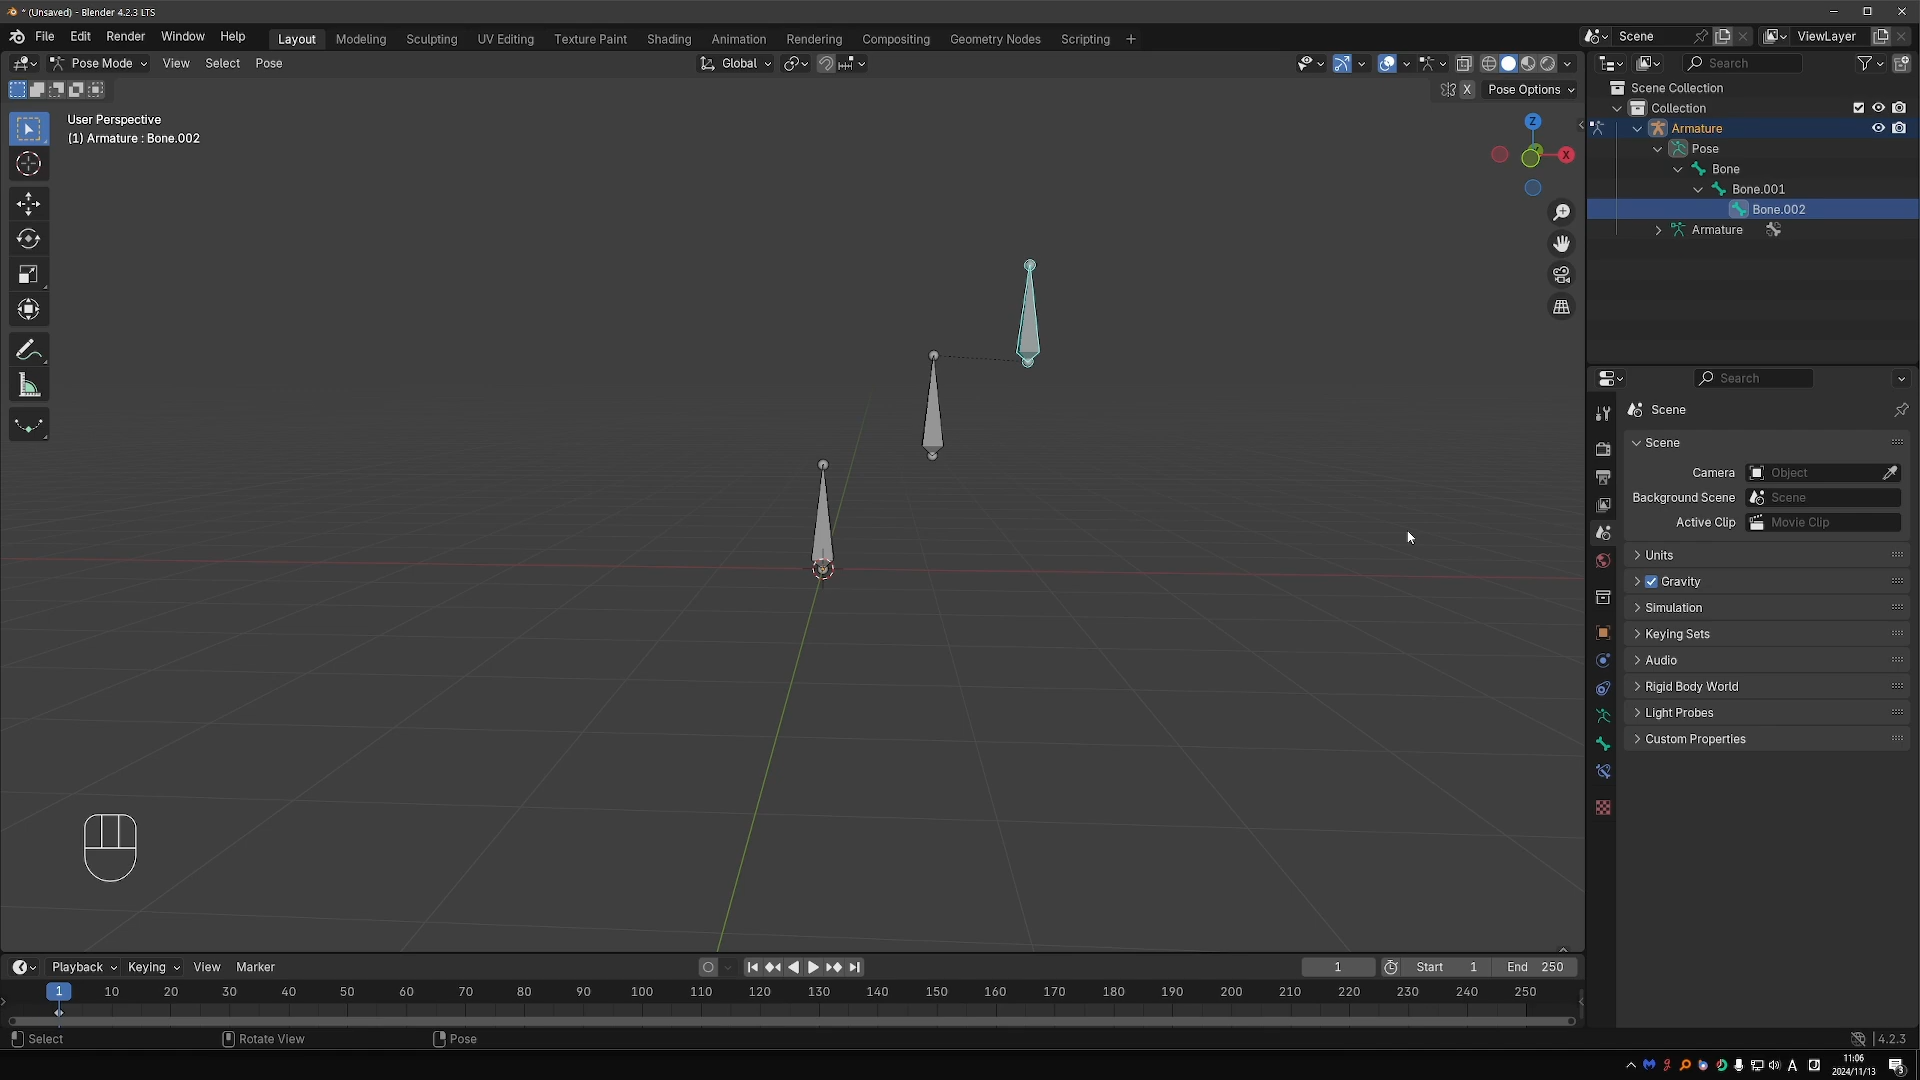 * (Unsaved) - Blender 4.2.3 LTS
File Edit Render Window Help
Layout Modeling Sculpting UV Editing Texture Paint Shading Animation Rendering Compositing Geometry Nodes Scripting +
Scene ViewLayer
Pose Mode View Select Pose
Global
Search
X Pose Options
User Perspective
(1) Armature : Bone.002
Z
X
Scene Collection
Collection
Armature
Pose
Bone
Bone.001
Bone.002
Armature
Search
Scene
Scene
Camera Object
Background Scene Scene
Active Clip Movie Clip
Units
Gravity
Simulation
Keying Sets
Audio
Rigid Body World
Light Probes
Custom Properties
Playback Keying View Marker
1 Start 1 End 250
1 10 20 30 40 50 60 70 80 90 100 110 120 130 140 150 160 170 180 190 200 210 220 230 240 250
Select Rotate View Pose
4.2.3
A
11:06
2024/11/13
3